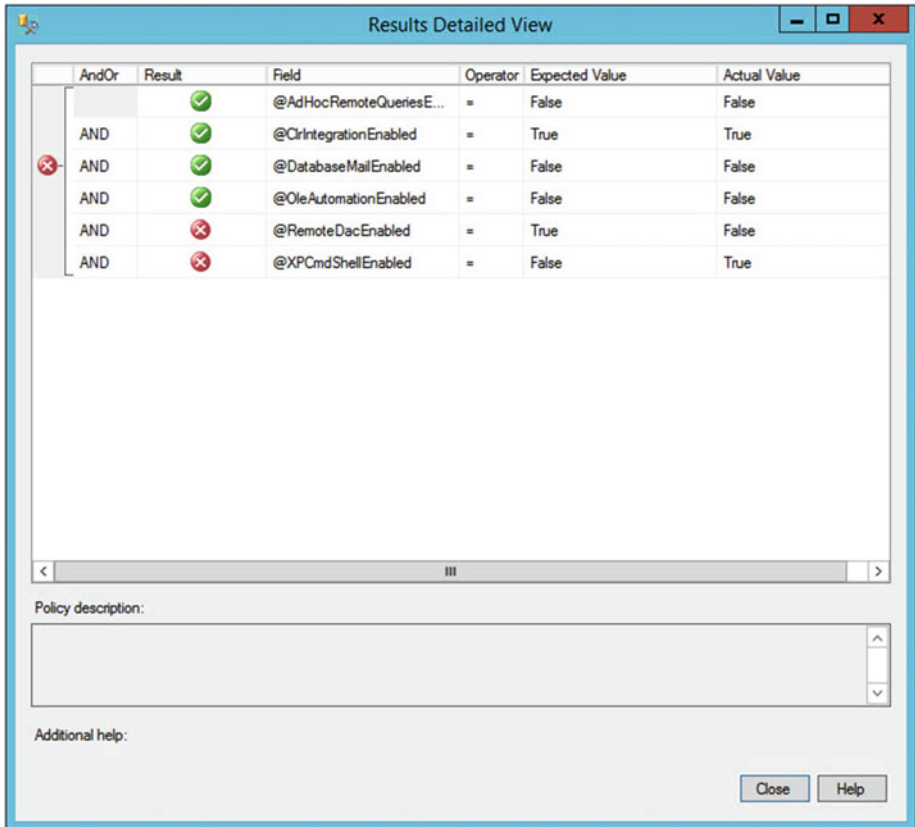 Results Detailed View
AndOr Result Field Operator Expected Value Actual Value
@AdHocRemoteQueriesE... = False False
AND @ClrIntegrationEnabled = True True
AND @DatabaseMailEnabled = False False
AND @OleAutomationEnabled = False False
AND @RemoteDacEnabled = True False
AND @XPCmdShellEnabled = False True
Policy description:
Additional help:
Close Help